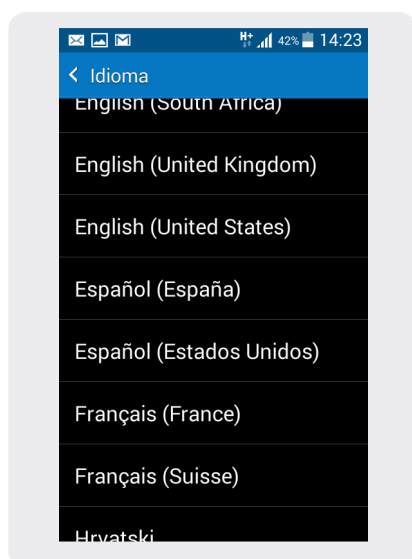 H+ 42% 14:23
Idioma
English (South Africa)
English (United Kingdom)
English (United States)
Español (España)
Español (Estados Unidos)
Français (France)
Français (Suisse)
Hrvatski